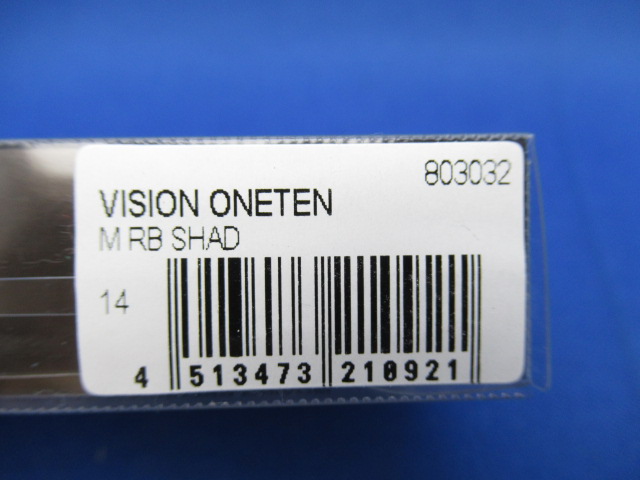 803032
VISION ONETEN
M RB SHAD
14
4 513473 210921